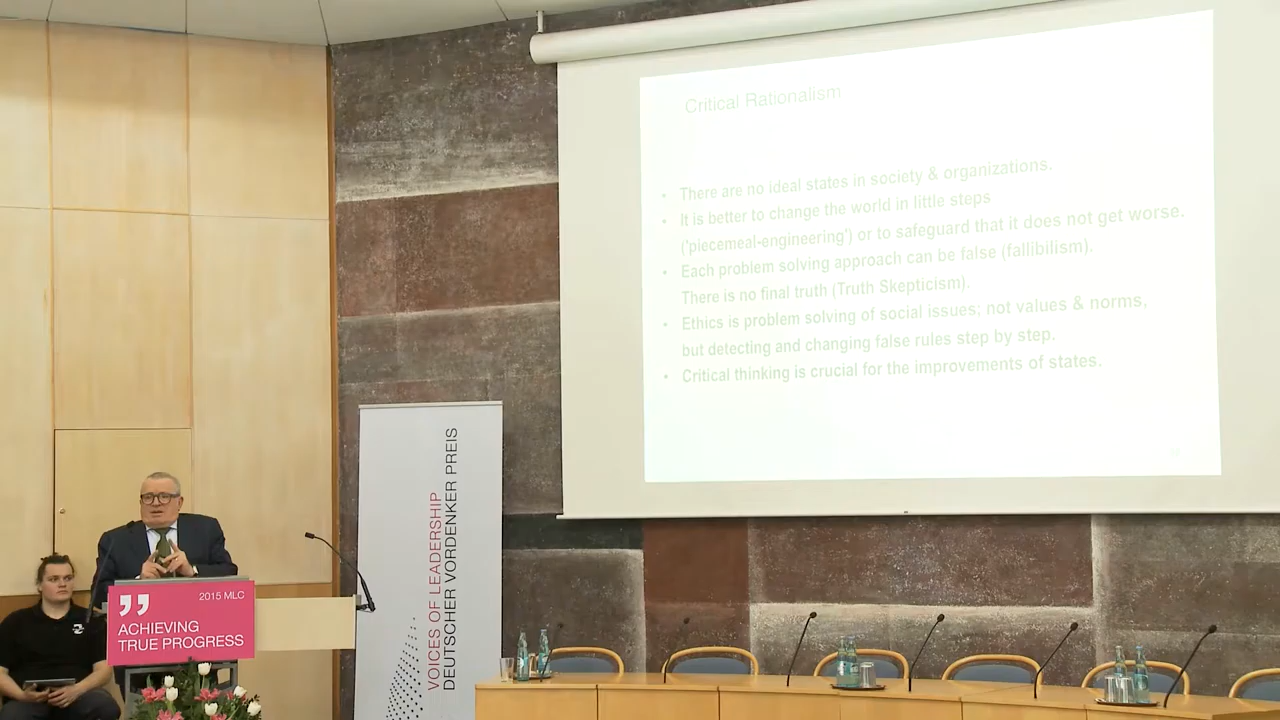 Critical Rationalism
• There are no ideal states in society & organizations.
• It is better to change the world in little steps
('piecemeal-engineering') or to safeguard that it does not get worse.
• Each problem solving approach can be false (fallibilism).
There is no final truth (Truth Skepticism).
• Ethics is problem solving of social issues; not values & norms,
but detecting and changing false rules step by step.
• Critical thinking is crucial for the improvements of states.
VOICES OF LEADERSHIP
DEUTSCHER VORDENKER PREIS
2015 MLC
ACHIEVING
TRUE PROGRESS